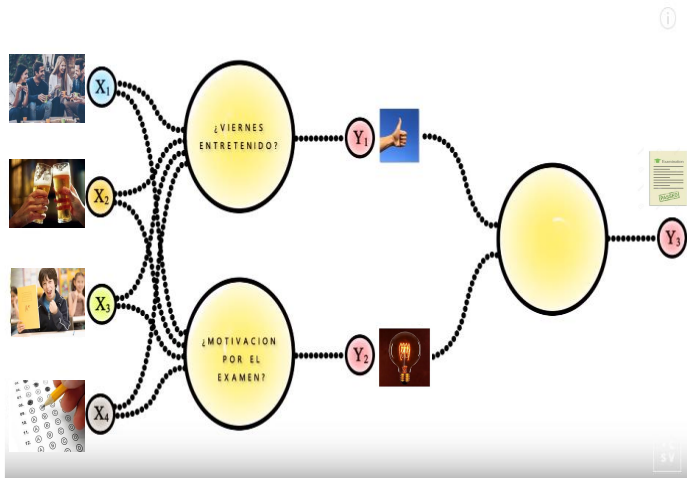 i
X1
¿VIERNES
ENTRETENIDO?
Y1
X2
Y3
X3
¿MOTIVACION
POR EL
EXAMEN?
Y2
X4
SV